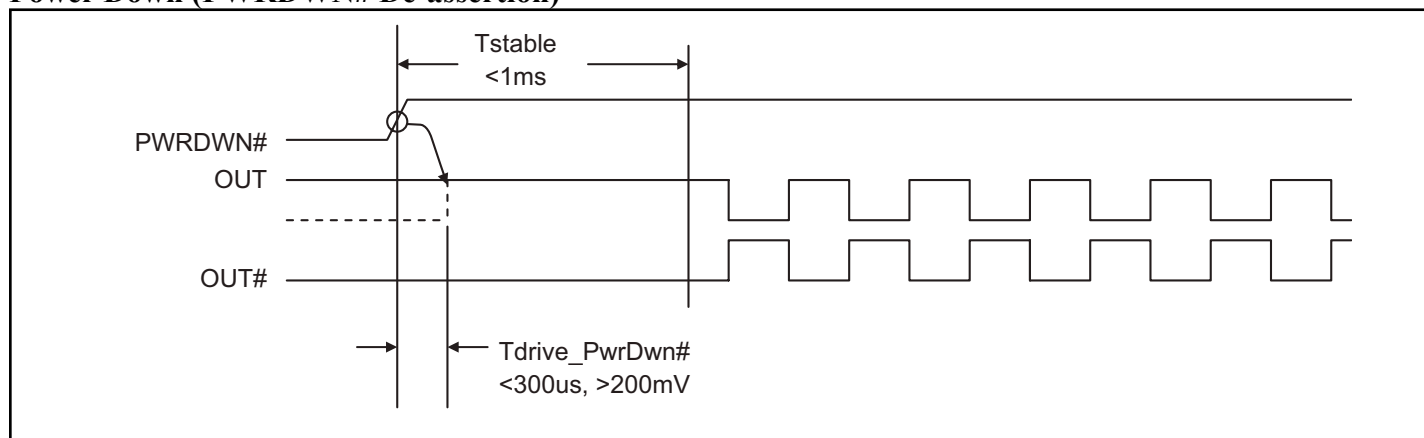 Power Down (PWRDWN# De-assertion)
Tstable
<1ms
PWRDWN#
OUT
OUT#
Tdrive_PwrDwn#
<300us, >200mV